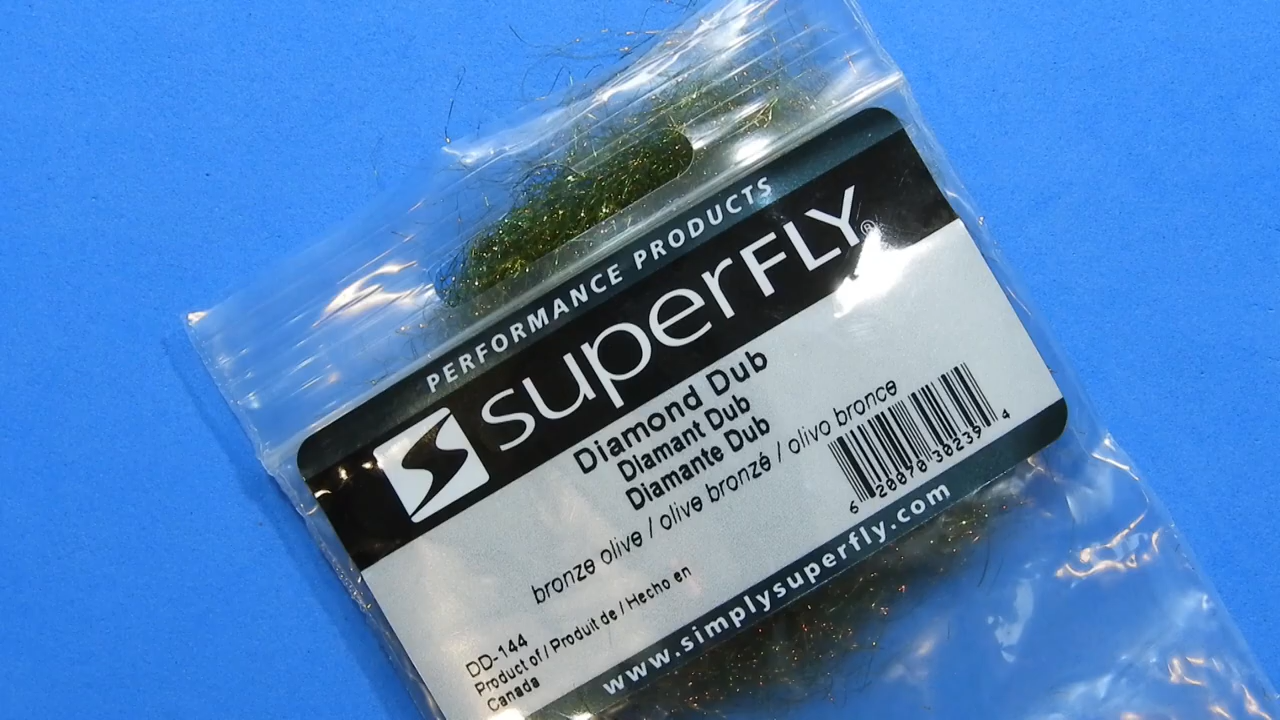 PERFORMANCE PRODUCTS
superFLY®
Diamond Dub
Diamant Dub
Diamante Dub
bronze olive / olive bronzé / olivo bronce
6 20070 30239 4
DD-144
Product of / Produit de / Hecho en
Canada
www.simplysuperfly.com